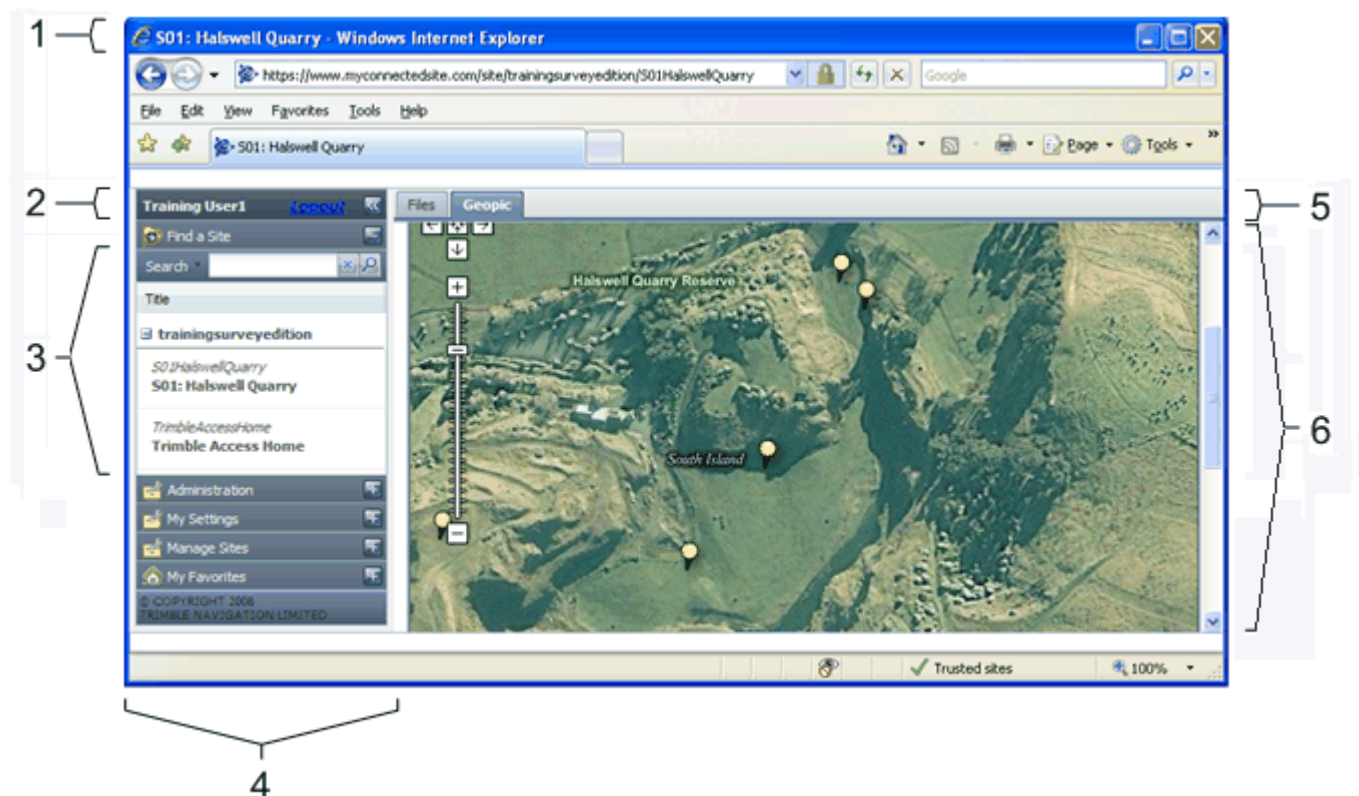 1
S01: Halswell Quarry - Windows Internet Explorer
https://www.myconnectedsite.com/site/trainingsurveyedition/S01HalswellQuarry
Google
File Edit View Favorites Tools Help
S01: Halswell Quarry
Page Tools »
2
Training User1 Logout
Files Geopic
5
Find a Site
Search
Title
trainingsurveyedition
3
S01HalswellQuarry
S01: Halswell Quarry
TrimbleAccessHome
Trimble Access Home
Administration
My Settings
Manage Sites
My Favorites
© COPYRIGHT 2008
TRIMBLE NAVIGATION LIMITED
Halswell Quarry Reserve
South Island
6
Trusted sites 100%
4